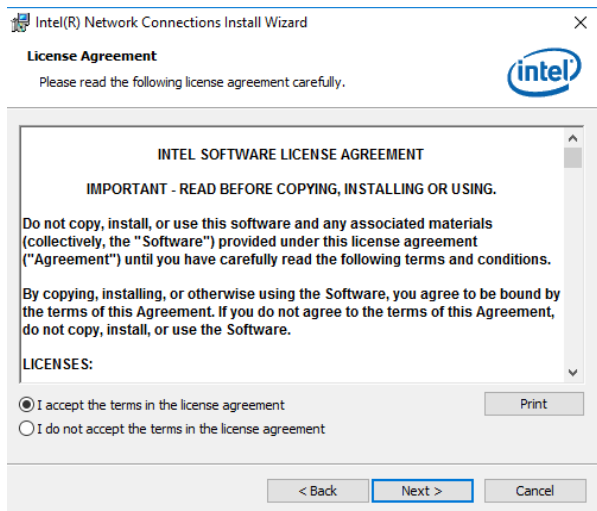 Intel(R) Network Connections Install Wizard
License Agreement
Please read the following license agreement carefully.
intel
INTEL SOFTWARE LICENSE AGREEMENT
IMPORTANT - READ BEFORE COPYING, INSTALLING OR USING.
Do not copy, install, or use this software and any associated materials
(collectively, the "Software") provided under this license agreement
("Agreement") until you have carefully read the following terms and conditions.
By copying, installing, or otherwise using the Software, you agree to be bound by
the terms of this Agreement. If you do not agree to the terms of this Agreement,
do not copy, install, or use the Software.
LICENSES:
I accept the terms in the license agreement
Print
I do not accept the terms in the license agreement
< Back
Next >
Cancel